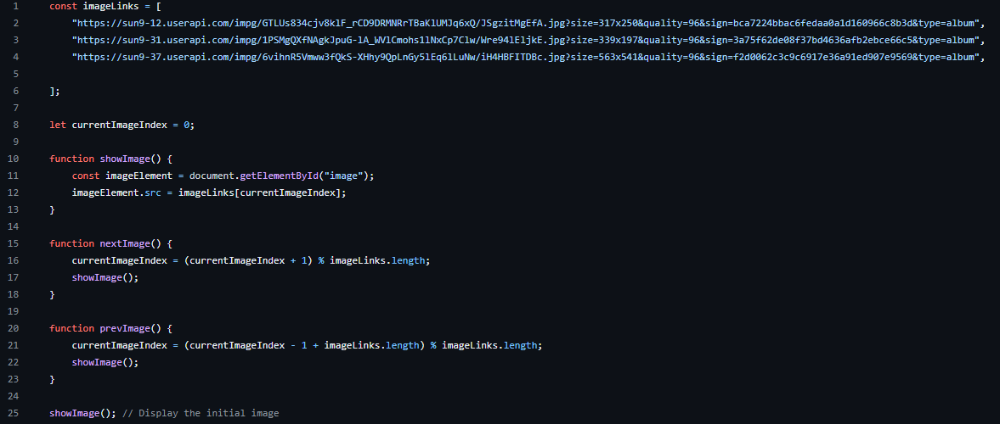 1 const imageLinks = [
2 "https://sun9-12.userapi.com/impg/GTLUs834cjv8klF_rCD9DRMNRrTBaKlUMJq6xQ/JSgzitMgEfA.jpg?size=317x250&quality=96&sign=bca7224bbac6fedaa0a1d160966c8b3d&type=album",
3 "https://sun9-31.userapi.com/impg/1PSMgQXfNAgkJpuG-lA_WVlCmohs1lNxCp7Clw/Wre94lEljkE.jpg?size=339x197&quality=96&sign=3a75f62de08f37bd4636afb2ebce66c5&type=album",
4 "https://sun9-37.userapi.com/impg/6vihnR5Vmww3fQkS-XHhy9QpLnGy5lEq6lLuNw/iH4HBFITDBc.jpg?size=563x541&quality=96&sign=f2d0062c3c9c6917e36a91ed907e9569&type=album",
5
6 ];
7
8 let currentImageIndex = 0;
9
10 function showImage() {
11 const imageElement = document.getElementById("image");
12 imageElement.src = imageLinks[currentImageIndex];
13 }
14
15 function nextImage() {
16 currentImageIndex = (currentImageIndex + 1) % imageLinks.length;
17 showImage();
18 }
19
20 function prevImage() {
21 currentImageIndex = (currentImageIndex - 1 + imageLinks.length) % imageLinks.length;
22 showImage();
23 }
24
25 showImage(); // Display the initial image